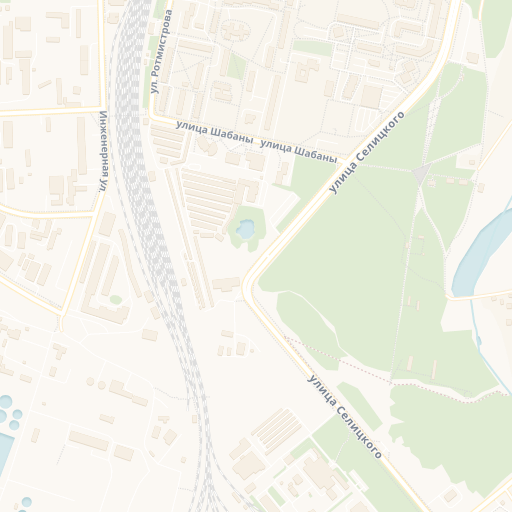 ул. Ротмистрова
улица Шабаны
улица Шабаны
улица Селицкого
Инженерная ул.
улица Селицкого